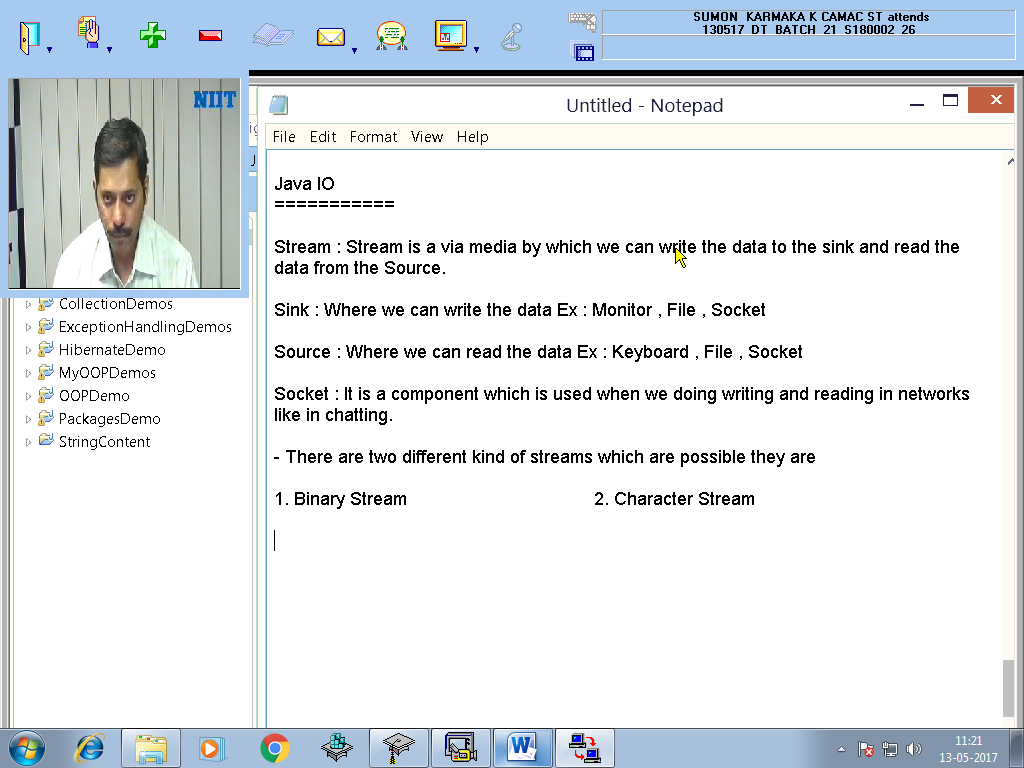 SUMON KARMAKA K CAMAC ST attends
130517 DT BATCH 21 S180002 26
NIIT
Untitled - Notepad
File Edit Format View Help
Java IO
===========
Stream : Stream is a via media by which we can write the data to the sink and read the
data from the Source.
Sink : Where we can write the data Ex : Monitor , File , Socket
Source : Where we can read the data Ex : Keyboard , File , Socket
Socket : It is a component which is used when we doing writing and reading in networks
like in chatting.
- There are two different kind of streams which are possible they are
1. Binary Stream 2. Character Stream
CollectionDemos
ExceptionHandlingDemos
HibernateDemo
MyOOPDemos
OOPDemo
PackagesDemo
StringContent
11:21
13-05-2017